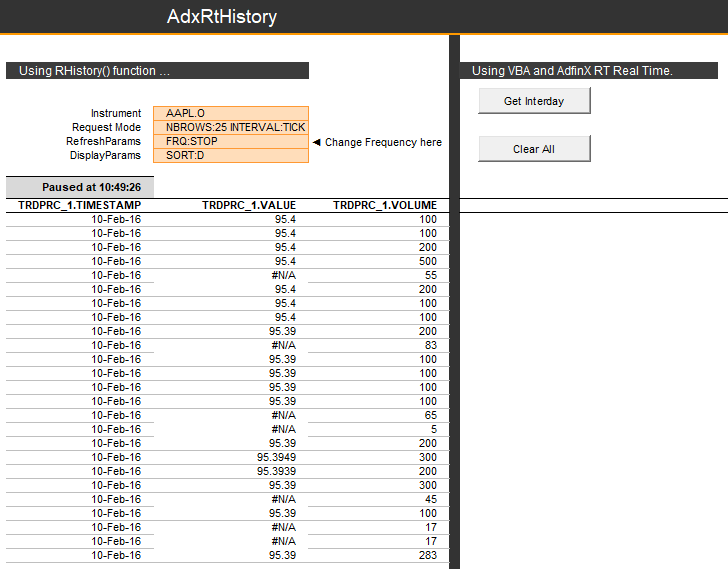 AdxRtHistory
Using RHistory() function ...
Using VBA and AdfinX RT Real Time.
Get Interday
Instrument AAPL.O
Request Mode NBROWS:25 INTERVAL:TICK
RefreshParams FRQ:STOP ◄ Change Frequency here
DisplayParams SORT:D
Clear All
Paused at 10:49:26
TRDPRC_1.TIMESTAMP TRDPRC_1.VALUE TRDPRC_1.VOLUME
10-Feb-16 95.4 100
10-Feb-16 95.4 100
10-Feb-16 95.4 200
10-Feb-16 95.4 500
10-Feb-16 #N/A 55
10-Feb-16 95.4 200
10-Feb-16 95.4 100
10-Feb-16 95.4 100
10-Feb-16 95.39 200
10-Feb-16 #N/A 83
10-Feb-16 95.39 100
10-Feb-16 95.39 100
10-Feb-16 95.39 100
10-Feb-16 95.39 100
10-Feb-16 #N/A 65
10-Feb-16 #N/A 5
10-Feb-16 95.39 200
10-Feb-16 95.3949 300
10-Feb-16 95.3939 200
10-Feb-16 95.39 300
10-Feb-16 #N/A 45
10-Feb-16 95.39 100
10-Feb-16 #N/A 17
10-Feb-16 #N/A 17
10-Feb-16 95.39 283